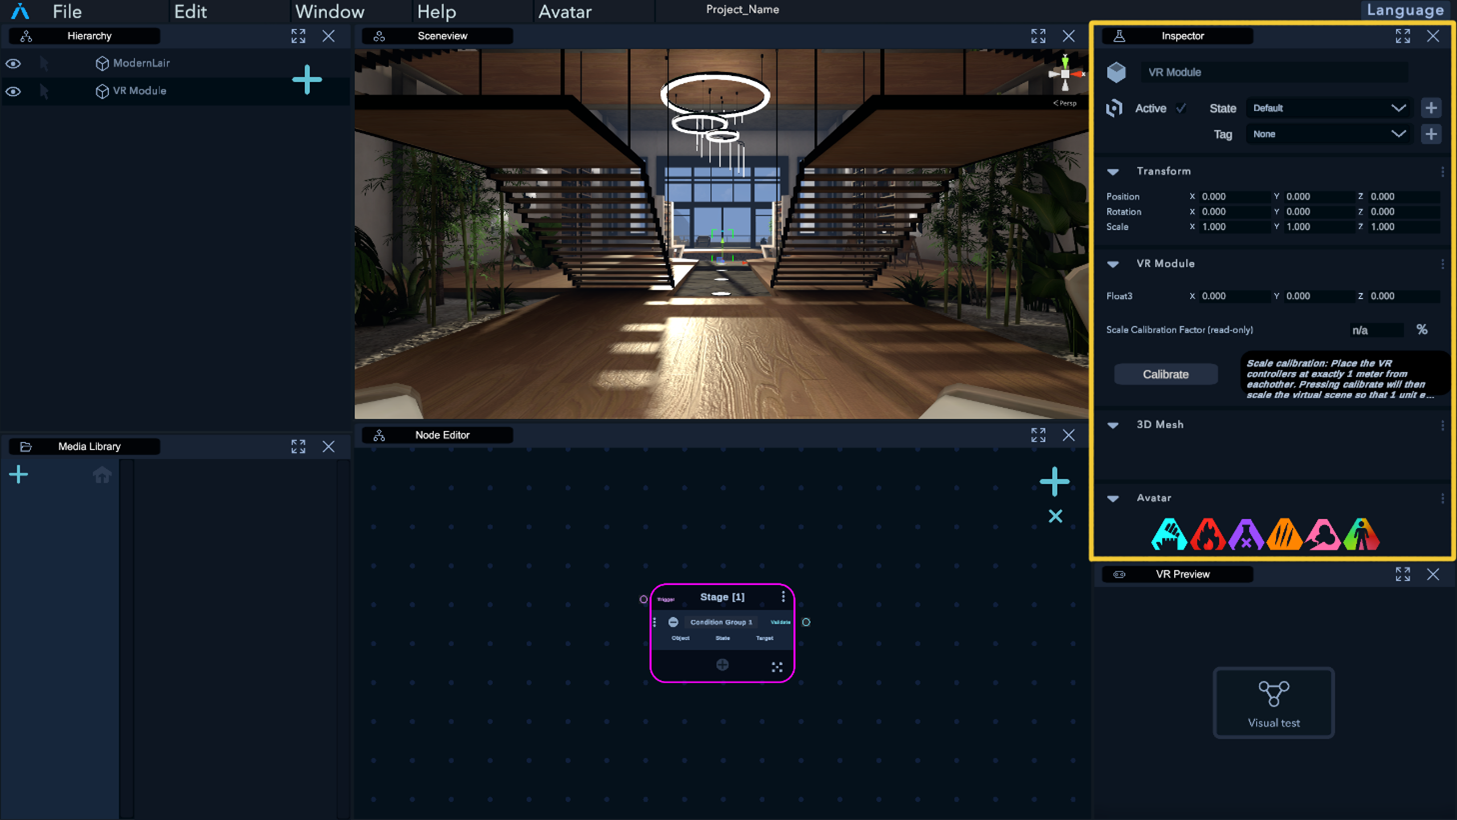 File Edit Window Help Avatar Project_Name Language
Hierarchy
ModernLair
VR Module
Sceneview
Persp
Inspector
VR Module
Active State Default
Tag None
Transform
Position X 0.000 Y 0.000 Z 0.000
Rotation X 0.000 Y 0.000 Z 0.000
Scale X 1.000 Y 1.000 Z 1.000
VR Module
Float3 X 0.000 Y 0.000 Z 0.000
Scale Calibration Factor (read-only) n/a %
Calibrate
Scale calibration: Place the VR
controllers at exactly 1 meter from
eachother. Pressing calibrate will then
scale the virtual scene so that 1 unit e...
3D Mesh
Avatar
Media Library
Node Editor
Trigger Stage [1]
Condition Group 1 Validate
Object State Target
VR Preview
Visual test